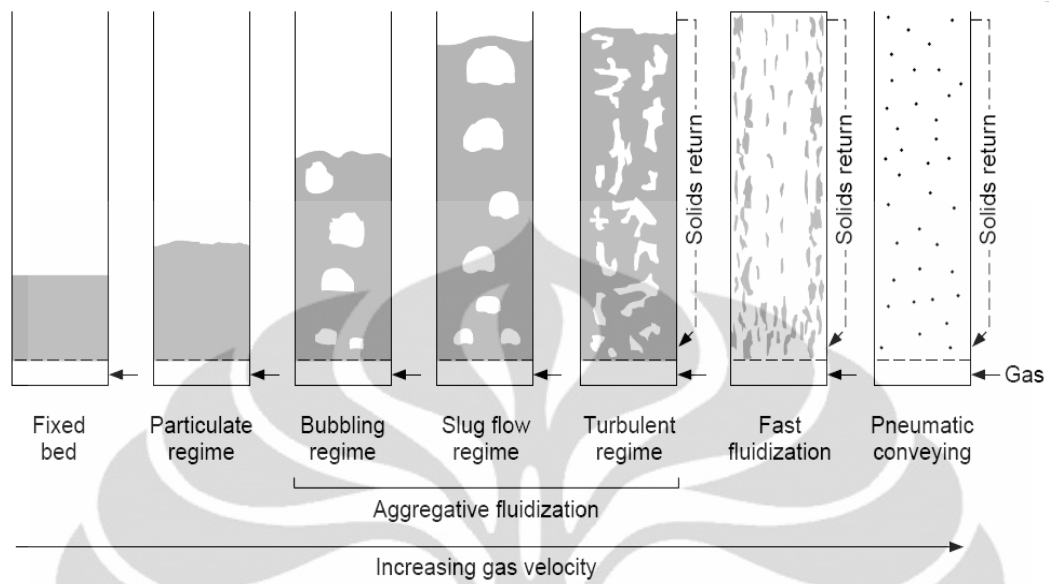 Solids return
Solids return
Solids return
Gas
Fixed
bed
Particulate
regime
Bubbling
regime
Slug flow
regime
Turbulent
regime
Fast
fluidization
Pneumatic
conveying
Aggregative fluidization
Increasing gas velocity